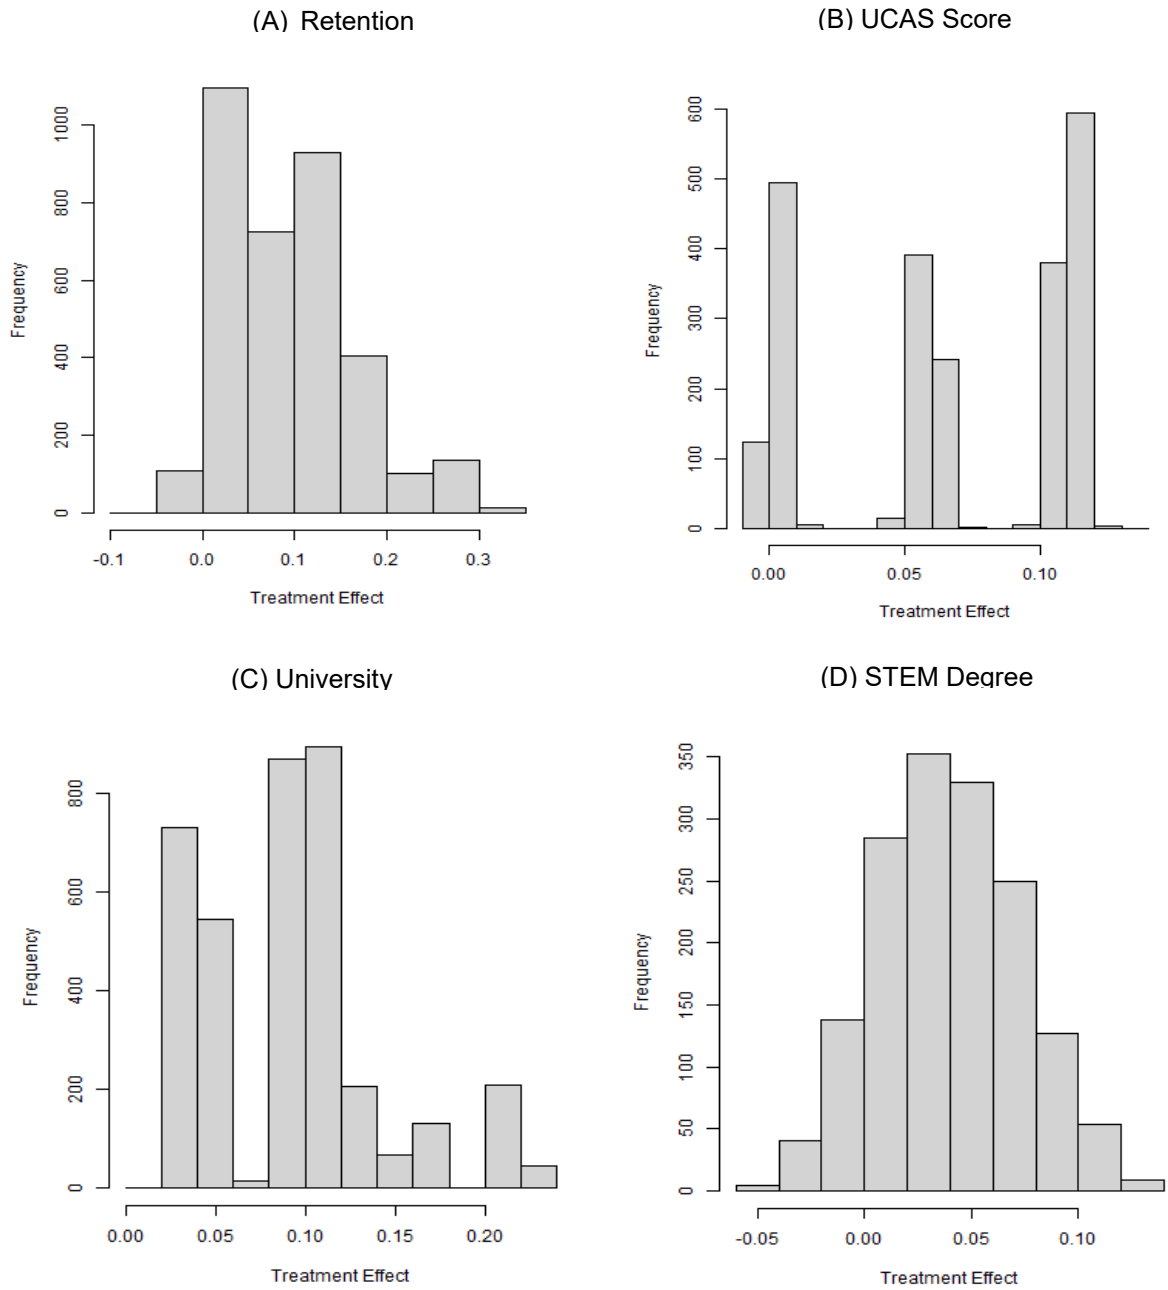 (A) Retention
1000
800
600
400
200
0
Frequency
-0.1 0.0 0.1 0.2 0.3
Treatment Effect
(B) UCAS Score
600
500
400
300
200
100
0
Frequency
0.00 0.05 0.10
Treatment Effect
(C) University
800
600
400
200
0
Frequency
0.00 0.05 0.10 0.15 0.20
Treatment Effect
(D) STEM Degree
350
300
250
200
150
100
50
0
Frequency
-0.05 0.00 0.05 0.10
Treatment Effect